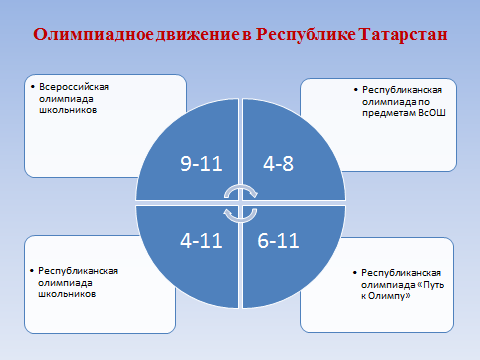 Олимпиадное движение в Республике Татарстан
• Всероссийская
олимпиада
школьников
• Республиканская
олимпиада по
предметам ВсОШ
9-11
4-8
4-11
6-11
• Республиканская
олимпиада
школьников
• Республиканская
олимпиада «Путь
к Олимпу»